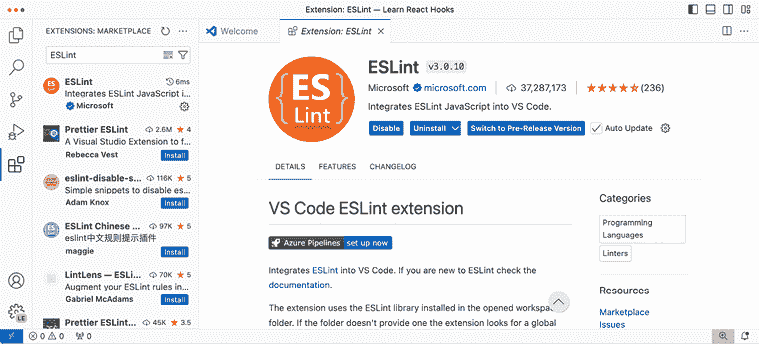 Extension: ESLint — Learn React Hooks
EXTENSIONS: MARKETPLACE
Welcome
Extension: ESLint
ESLint
ESLint
6ms
Integrates ESLint JavaScript i...
Microsoft
Prettier ESLint
2.6M
4
A Visual Studio Extension to f...
Rebecca Vest
Install
eslint-disable-s...
116K
5
Simple snippets to disable es...
Adam Knox
Install
ESLint Chinese ...
97K
5
eslint中文规则提示插件
maggie
Install
LintLens — ESLi...
70K
5
Augment your ESLint rules in...
Gabriel McAdams
Install
Prettier ESLint...
45K
3.5
LE
ES
Lint
ESLint
v3.0.10
Microsoft
microsoft.com
37,287,173
(236)
Integrates ESLint JavaScript into VS Code.
Disable
Uninstall
Switch to Pre-Release Version
Auto Update
DETAILS
FEATURES
CHANGELOG
VS Code ESLint extension
Azure Pipelines
set up now
Integrates ESLint into VS Code. If you are new to ESLint check the
documentation.
The extension uses the ESLint library installed in the opened workspa
folder. If the folder doesn't provide one the extension looks for a global
Categories
Programming
Languages
Linters
Resources
Marketplace
Issues
0
0
0